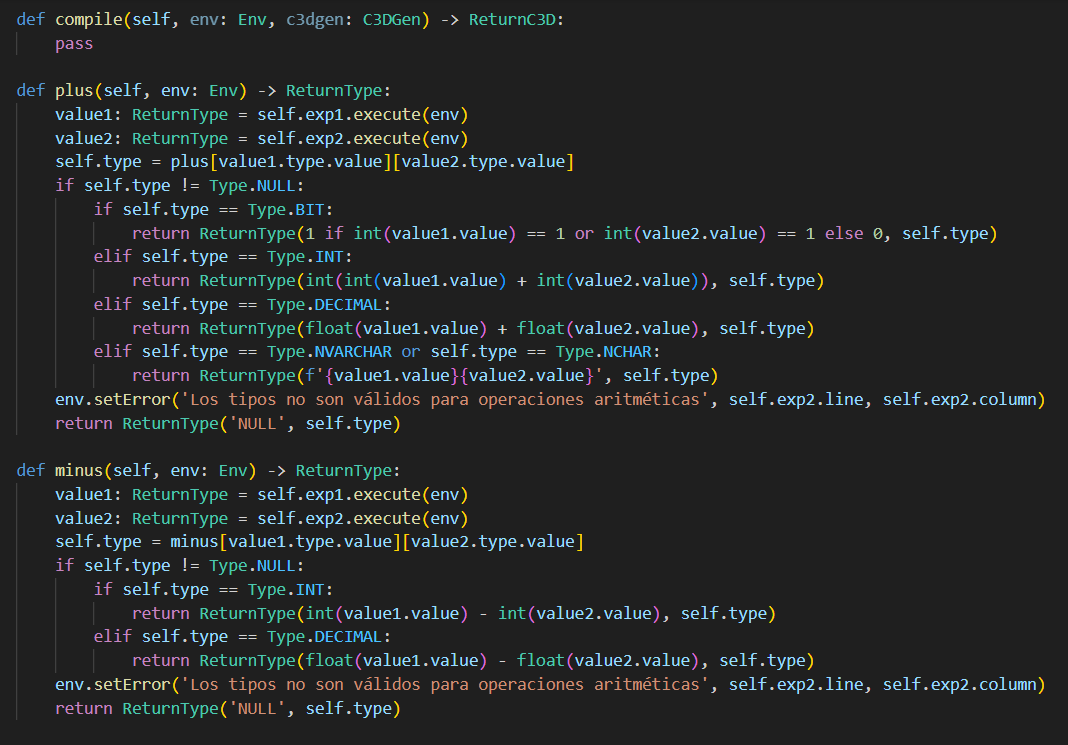 def compile(self, env: Env, c3dgen: C3DGen) -> ReturnC3D:
    pass

def plus(self, env: Env) -> ReturnType:
    value1: ReturnType = self.exp1.execute(env)
    value2: ReturnType = self.exp2.execute(env)
    self.type = plus[value1.type.value][value2.type.value]
    if self.type != Type.NULL:
        if self.type == Type.BIT:
            return ReturnType(1 if int(value1.value) == 1 or int(value2.value) == 1 else 0, self.type)
        elif self.type == Type.INT:
            return ReturnType(int(int(value1.value) + int(value2.value)), self.type)
        elif self.type == Type.DECIMAL:
            return ReturnType(float(value1.value) + float(value2.value), self.type)
        elif self.type == Type.NVARCHAR or self.type == Type.NCHAR:
            return ReturnType(f'{value1.value}{value2.value}', self.type)
    env.setError('Los tipos no son válidos para operaciones aritméticas', self.exp2.line, self.exp2.column)
    return ReturnType('NULL', self.type)

def minus(self, env: Env) -> ReturnType:
    value1: ReturnType = self.exp1.execute(env)
    value2: ReturnType = self.exp2.execute(env)
    self.type = minus[value1.type.value][value2.type.value]
    if self.type != Type.NULL:
        if self.type == Type.INT:
            return ReturnType(int(value1.value) - int(value2.value), self.type)
        elif self.type == Type.DECIMAL:
            return ReturnType(float(value1.value) - float(value2.value), self.type)
    env.setError('Los tipos no son válidos para operaciones aritméticas', self.exp2.line, self.exp2.column)
    return ReturnType('NULL', self.type)